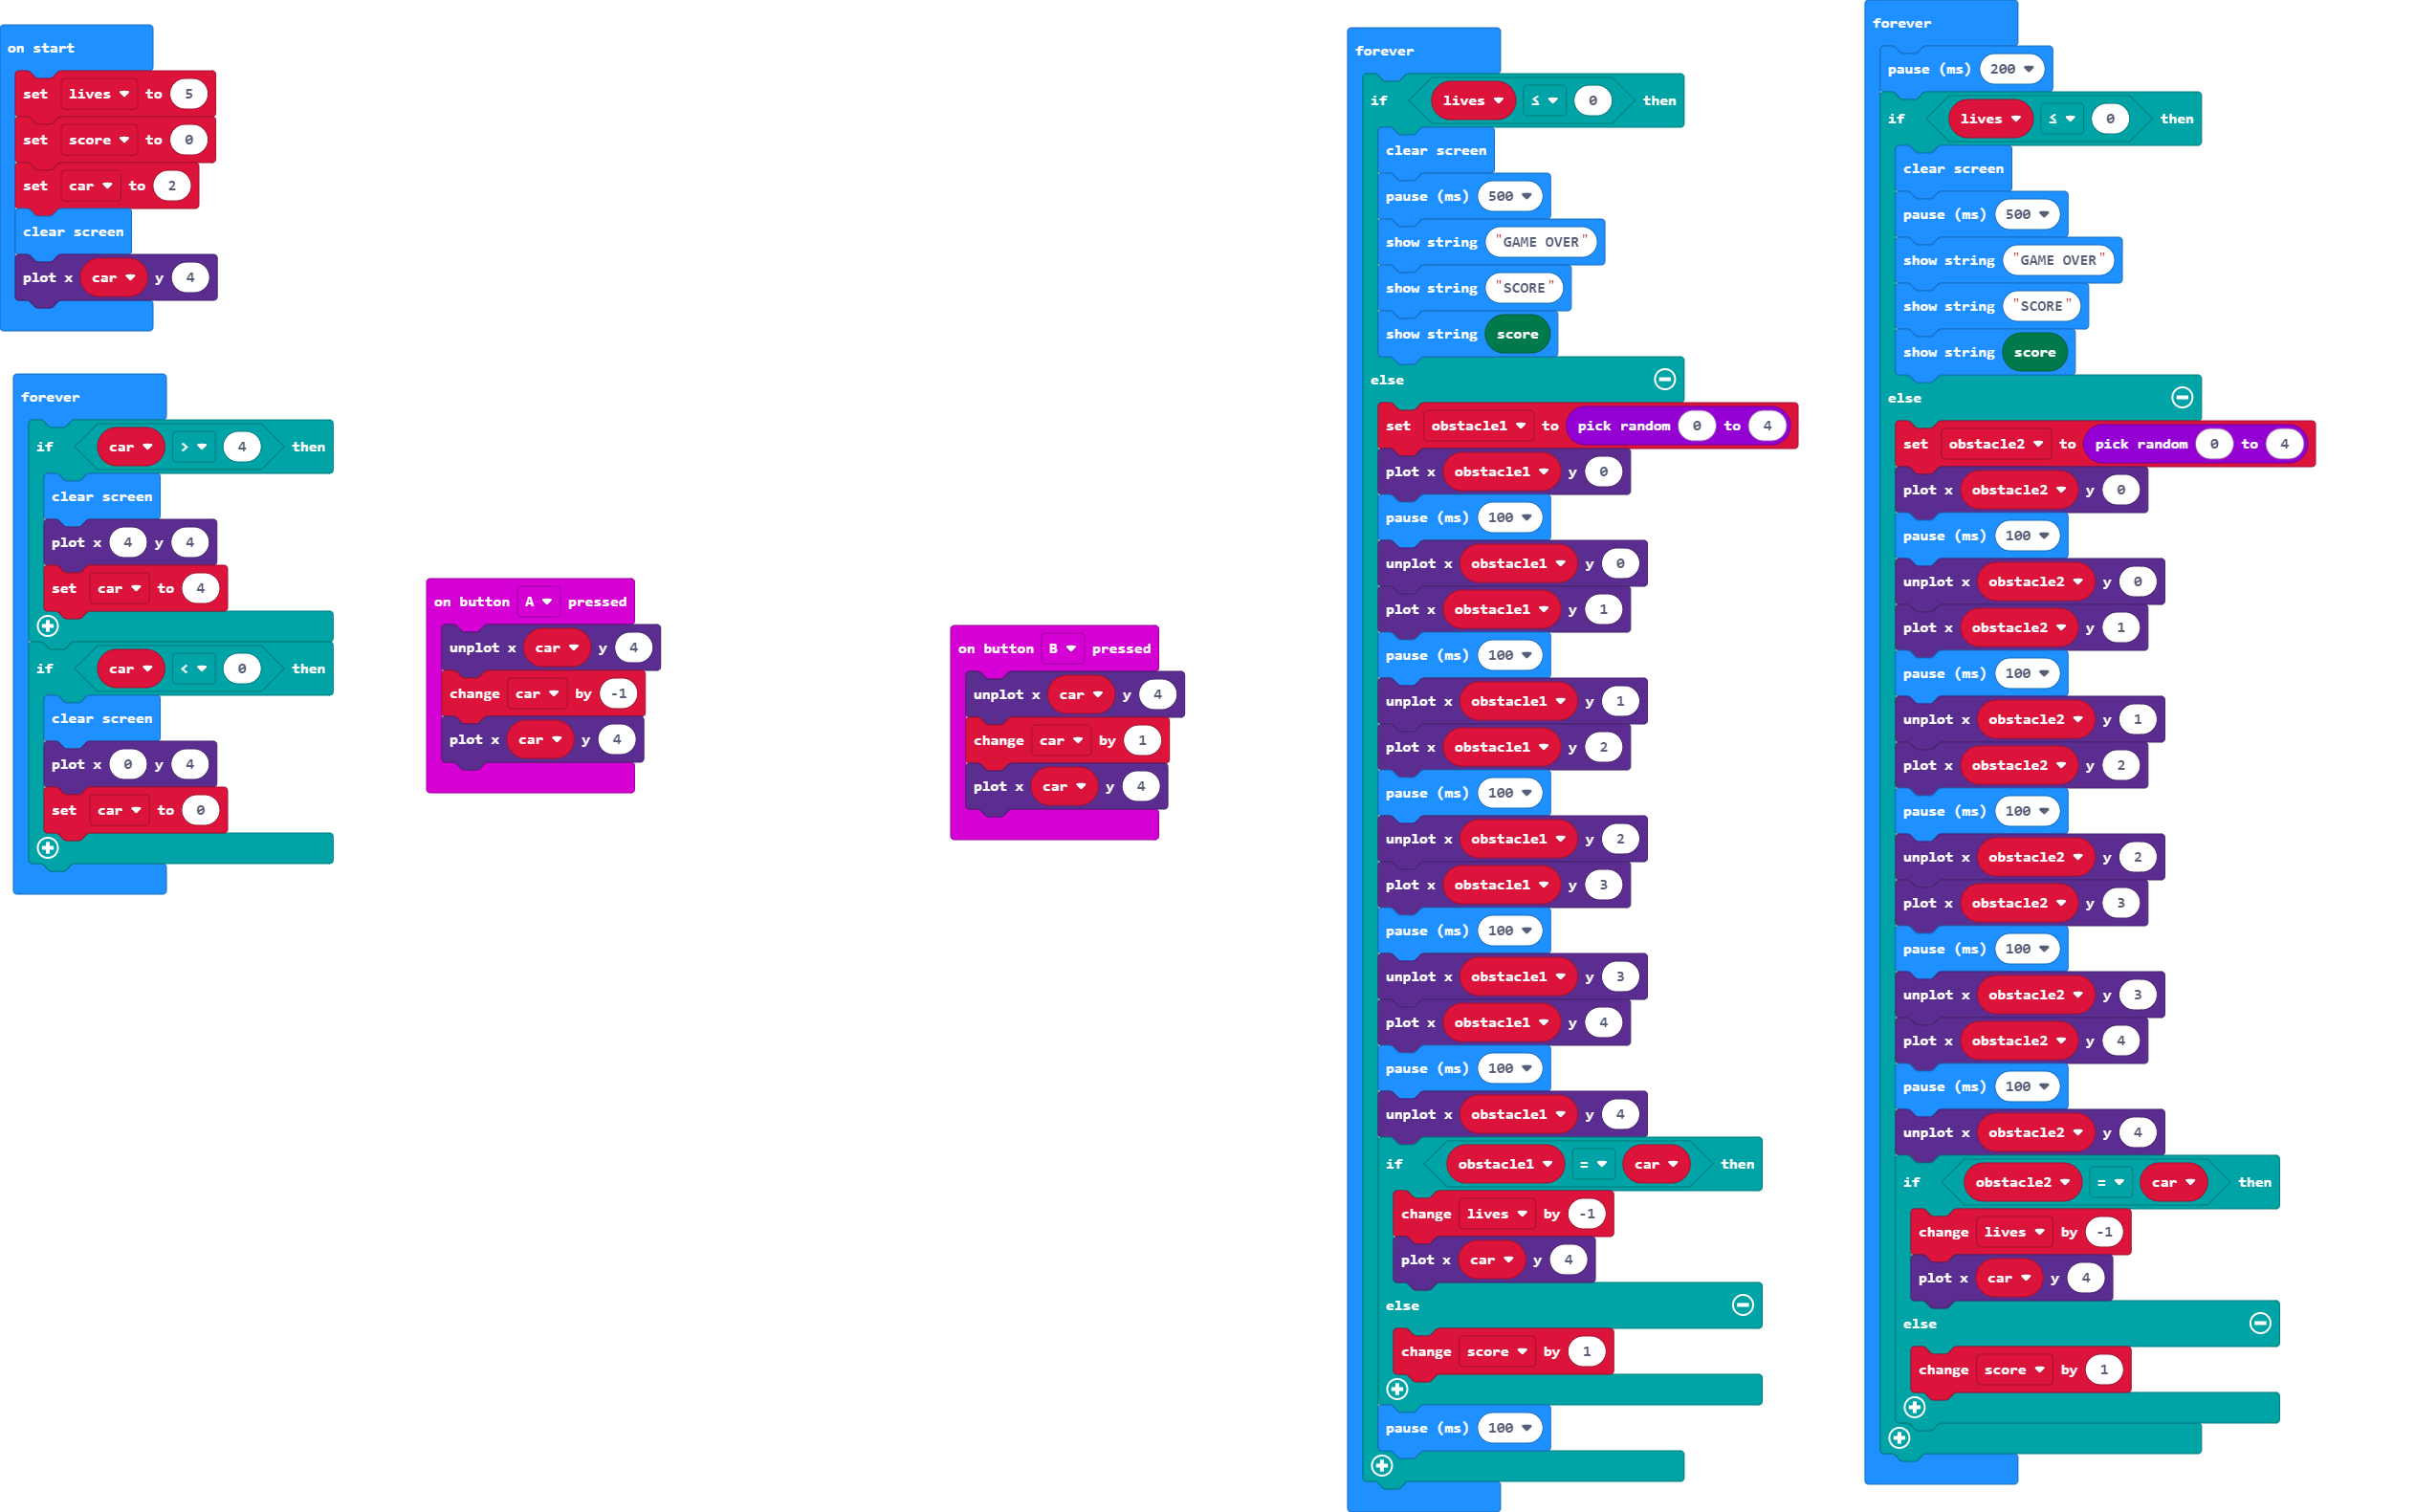 on start
set lives to 5
set score to 0
set car to 2
clear screen
plot x car y 4
forever
if car > 4 then
clear screen
plot x 4 y 4
set car to 4
if car < 0 then
clear screen
plot x 0 y 4
set car to 0
on button A pressed
unplot x car y 4
change car by -1
plot x car y 4
on button B pressed
unplot x car y 4
change car by 1
plot x car y 4
forever
if lives ≤ 0 then
clear screen
pause (ms) 500
show string "GAME OVER"
show string "SCORE"
show string score
else
set obstacle1 to pick random 0 to 4
plot x obstacle1 y 0
pause (ms) 100
unplot x obstacle1 y 0
plot x obstacle1 y 1
pause (ms) 100
unplot x obstacle1 y 1
plot x obstacle1 y 2
pause (ms) 100
unplot x obstacle1 y 2
plot x obstacle1 y 3
pause (ms) 100
unplot x obstacle1 y 3
plot x obstacle1 y 4
pause (ms) 100
unplot x obstacle1 y 4
if obstacle1 = car then
change lives by -1
plot x car y 4
else
change score by 1
pause (ms) 100
forever
pause (ms) 200
if lives ≤ 0 then
clear screen
pause (ms) 500
show string "GAME OVER"
show string "SCORE"
show string score
else
set obstacle2 to pick random 0 to 4
plot x obstacle2 y 0
pause (ms) 100
unplot x obstacle2 y 0
plot x obstacle2 y 1
pause (ms) 100
unplot x obstacle2 y 1
plot x obstacle2 y 2
pause (ms) 100
unplot x obstacle2 y 2
plot x obstacle2 y 3
pause (ms) 100
unplot x obstacle2 y 3
plot x obstacle2 y 4
pause (ms) 100
unplot x obstacle2 y 4
if obstacle2 = car then
change lives by -1
plot x car y 4
else
change score by 1